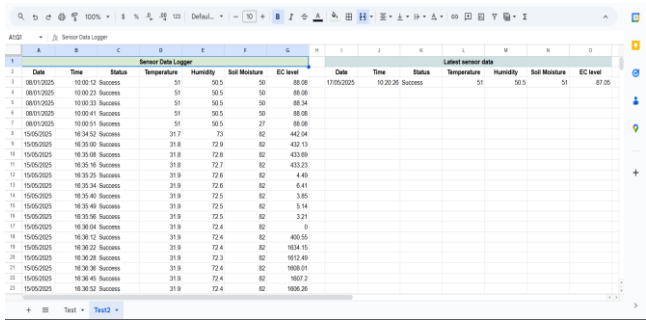 100% $ % .0 .00 123 Defaul... - 10 + B I A
A1:G1 Sensor Data Logger
A B C D E F G H I J K L M N O
1 Sensor Data Logger Latest sensor data
2 Date Time Status Temperature Humidity Soil Moisture EC level Date Time Status Temperature Humidity Soil Moisture EC level
3 08/01/2025 10:00:12 Success 51 50.5 50 88.08 17/05/2025 10:20:26 Success 51 50.5 51 87.05
4 08/01/2025 10:00:23 Success 51 50.5 50 88.08
5 08/01/2025 10:00:33 Success 51 50.5 50 88.34
6 08/01/2025 10:00:41 Success 51 50.5 50 88.08
7 08/01/2025 10:00:51 Success 51 50.5 27 88.08
8 15/05/2025 16:34:52 Success 31.7 73 82 442.04
9 15/05/2025 16:35:00 Success 31.8 72.9 82 432.13
10 15/05/2025 16:35:08 Success 31.8 72.8 82 433.69
11 15/05/2025 16:35:16 Success 31.8 72.7 82 433.23
12 15/05/2025 16:35:25 Success 31.9 72.6 82 4.49
13 15/05/2025 16:35:34 Success 31.9 72.6 82 6.41
14 15/05/2025 16:35:40 Success 31.9 72.5 82 3.85
15 15/05/2025 16:35:49 Success 31.9 72.5 82 5.14
16 15/05/2025 16:35:56 Success 31.9 72.5 82 3.21
17 15/05/2025 16:36:04 Success 31.9 72.4 82 0
18 15/05/2025 16:36:12 Success 31.9 72.4 82 400.55
19 15/05/2025 16:36:22 Success 31.9 72.4 82 1634.15
20 15/05/2025 16:36:28 Success 31.9 72.3 82 1612.49
21 15/05/2025 16:36:36 Success 31.9 72.4 82 1608.01
22 15/05/2025 16:36:45 Success 31.9 72.4 82 1607.2
23 15/05/2025 16:36:52 Success 31.9 72.4 82 1606.26
Test Test2